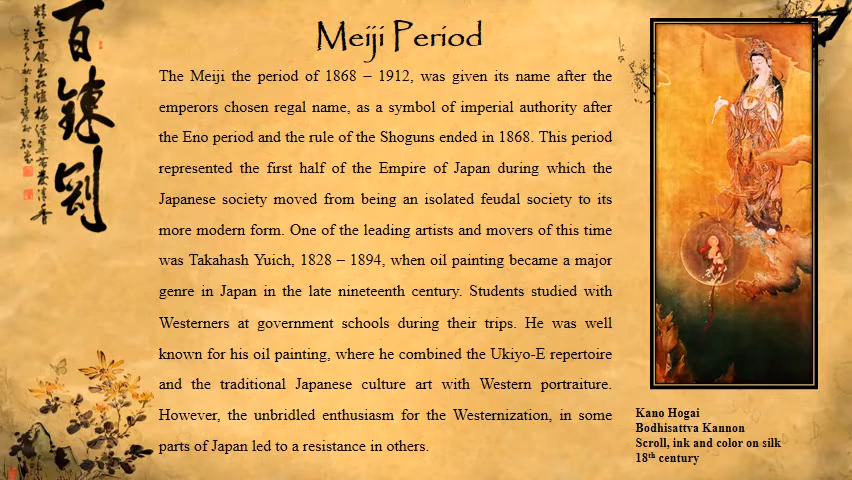 百
鍊
剣
Meiji Period
The Meiji the period of 1868 – 1912, was given its name after the
emperors chosen regal name, as a symbol of imperial authority after
the Eno period and the rule of the Shoguns ended in 1868. This period
represented the first half of the Empire of Japan during which the
Japanese society moved from being an isolated feudal society to its
more modern form. One of the leading artists and movers of this time
was Takahash Yuich, 1828 – 1894, when oil painting became a major
genre in Japan in the late nineteenth century. Students studied with
Westerners at government schools during their trips. He was well
known for his oil painting, where he combined the Ukiyo-E repertoire
and the traditional Japanese culture art with Western portraiture.
However, the unbridled enthusiasm for the Westernization, in some
parts of Japan led to a resistance in others.
Kano Hogai
Bodhisattva Kannon
Scroll, ink and color on silk
18th century